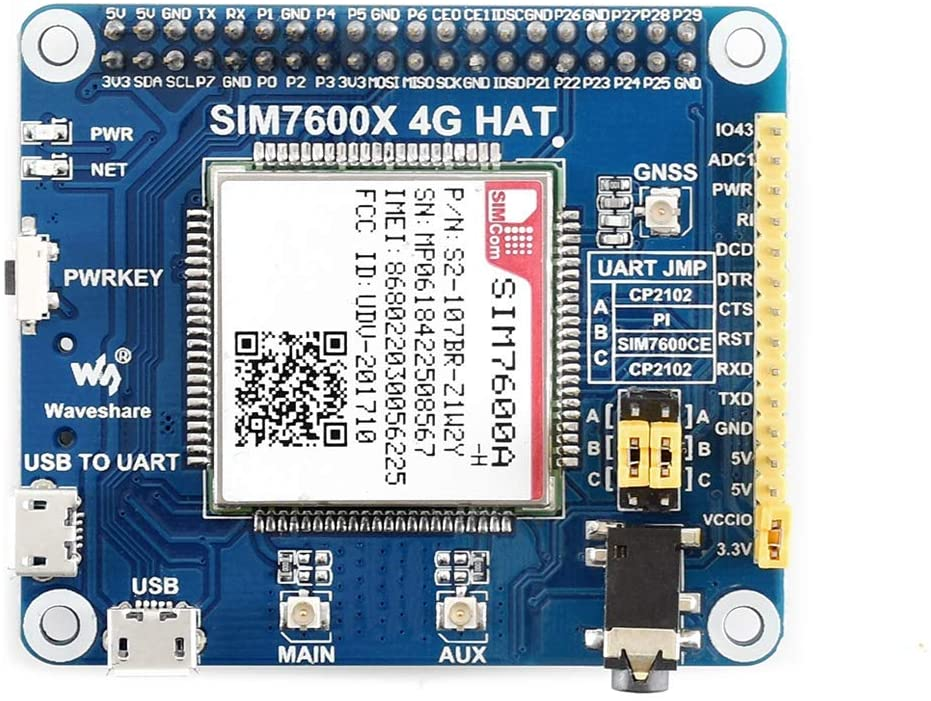 5V 5V GND TX RX P1 GND P4 P5 GND P6 CE0 CE1 IDSC GND P26 GND P27 P28 P29
3V3 SDA SCL P7 GND P0 P2 P3 3V3 MOSI MISO SCK GND IDSD P21 P22 P23 P24 P25 GND
SIM7600X 4G HAT
PWR
NET
PWRKEY
Waveshare
®
USB TO UART
USB
SIMCom
SIM7600A
-H
P/N:S2-107BR-Z1W2Y
SN:MP0618422508567
IMEI:868022030056225
FCC ID:UDV-201710
GNSS
UART JMP
A
B
C
CP2102
PI
SIM7600CE
CP2102
A A
B B
C C
IO43
ADC1
PWR
RI
DCD
DTR
CTS
RST
RXD
TXD
GND
5V
5V
VCCIO
3.3V
MAIN
AUX